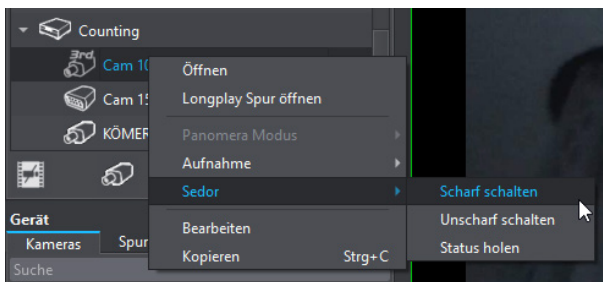 Counting
3rd
Cam 10
Cam 15
KÖMER
Öffnen
Longplay Spur öffnen
Panomera Modus
Aufnahme
Sedor
Bearbeiten
Kopieren Strg+C
Scharf schalten
Unscharf schalten
Status holen
Gerät
Kameras Spur
Suche